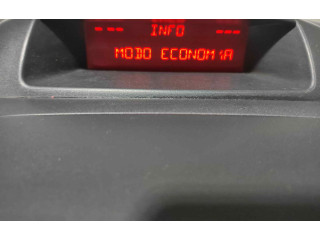 --- INFO ---
MODO ECONOMIA